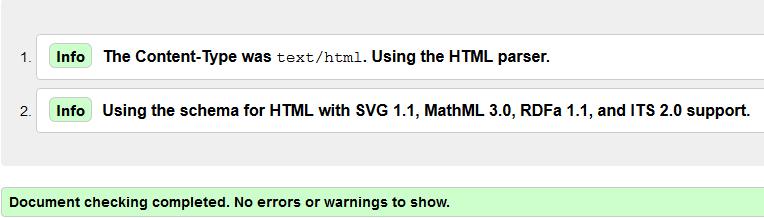 1. Info The Content-Type was text/html. Using the HTML parser.
2. Info Using the schema for HTML with SVG 1.1, MathML 3.0, RDFa 1.1, and ITS 2.0 support.
Document checking completed. No errors or warnings to show.